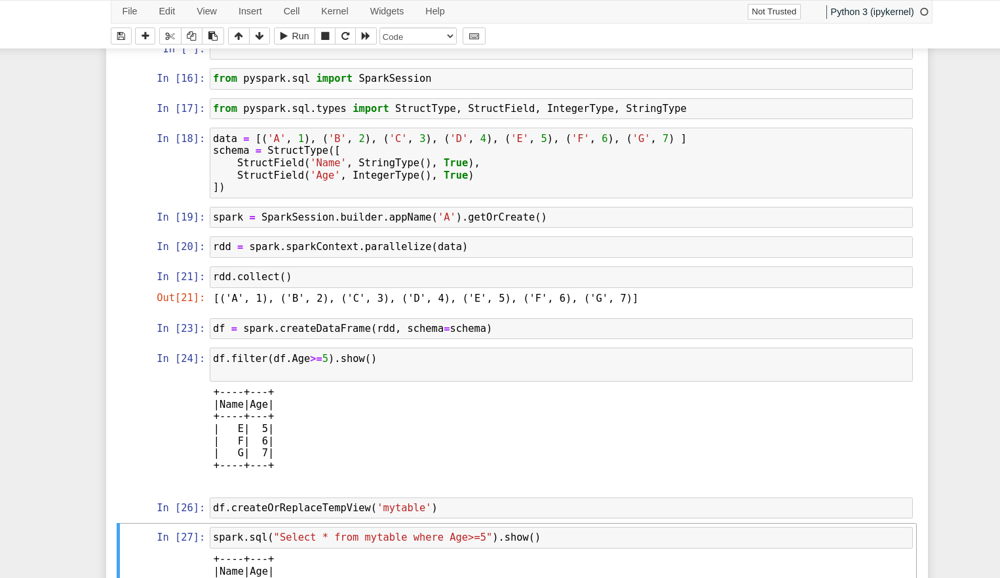 File Edit View Insert Cell Kernel Widgets Help Not Trusted Python 3 (ipykernel)
Run Code
In [ ]:
In [16]: from pyspark.sql import SparkSession
In [17]: from pyspark.sql.types import StructType, StructField, IntegerType, StringType
In [18]: data = [('A', 1), ('B', 2), ('C', 3), ('D', 4), ('E', 5), ('F', 6), ('G', 7) ]
schema = StructType([
    StructField('Name', StringType(), True),
    StructField('Age', IntegerType(), True)
])
In [19]: spark = SparkSession.builder.appName('A').getOrCreate()
In [20]: rdd = spark.sparkContext.parallelize(data)
In [21]: rdd.collect()
Out[21]: [('A', 1), ('B', 2), ('C', 3), ('D', 4), ('E', 5), ('F', 6), ('G', 7)]
In [23]: df = spark.createDataFrame(rdd, schema=schema)
In [24]: df.filter(df.Age>=5).show()
+----+---+
|Name|Age|
+----+---+
|   E|  5|
|   F|  6|
|   G|  7|
+----+---+
In [26]: df.createOrReplaceTempView('mytable')
In [27]: spark.sql("Select * from mytable where Age>=5").show()
+----+---+
|Name|Age|